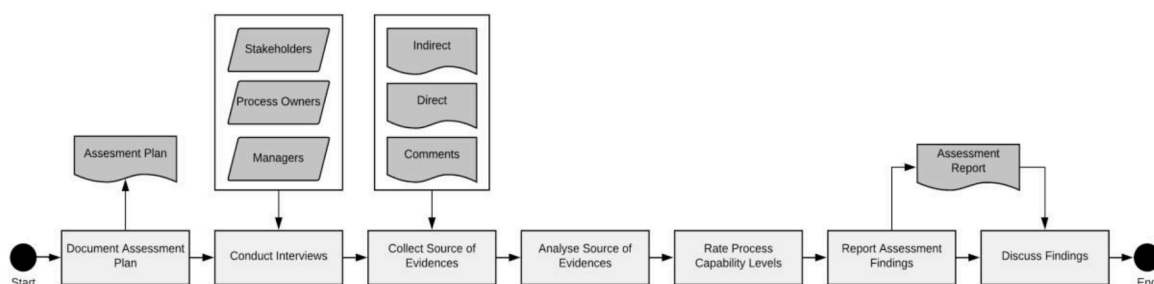 Stakeholders
Process Owners
Managers
Indirect
Direct
Comments
Assesment Plan
Assessment
Report
Document Assessment
Plan
Conduct Interviews
Collect Source of
Evidences
Analyse Source of
Evidences
Rate Process
Capability Levels
Report Assessment
Findings
Discuss Findings
Start
End